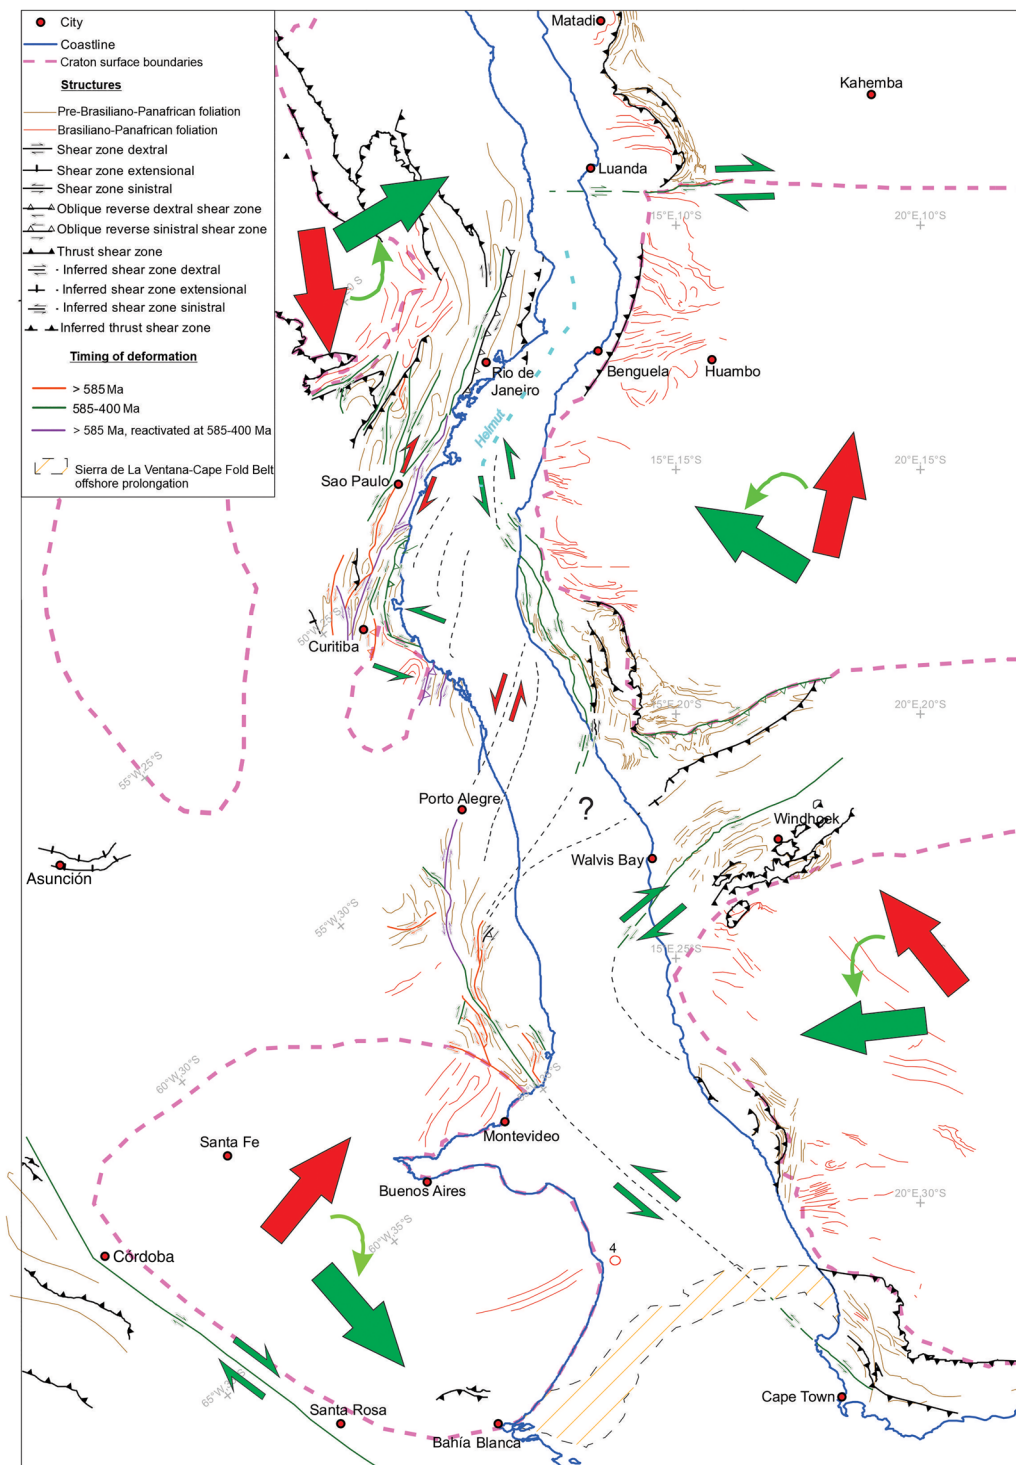 City
Coastline
Craton surface boundaries
Structures
Pre-Brasiliano-Panafrican foliation
Brasiliano-Panafrican foliation
Shear zone dextral
Shear zone extensional
Shear zone sinistral
Oblique reverse dextral shear zone
Oblique reverse sinistral shear zone
Thrust shear zone
Inferred shear zone dextral
Inferred shear zone extensional
Inferred shear zone sinistral
Inferred thrust shear zone
Timing of deformation
> 585 Ma
585-400 Ma
> 585 Ma, reactivated at 585-400 Ma
Sierra de La Ventana-Cape Fold Belt
offshore prolongation
Matadi
Kahemba
Luanda
15°E,10°S
20°E,10°S
Rio de
Janeiro
Benguela
Huambo
Helmut
15°E,15°S
20°E,15°S
Sao Paulo
50°W,25°S
Curitiba
15°E,20°S
20°E,20°S
55°W,25°S
Porto Alegre
?
Windhoek
Walvis Bay
Asunción
55°W,30°S
15°E,25°S
60°W,30°S
Montevideo
Santa Fe
Buenos Aires
20°E,30°S
60°W,35°S
4
Córdoba
Cape Town
Santa Rosa
Bahía Blanca